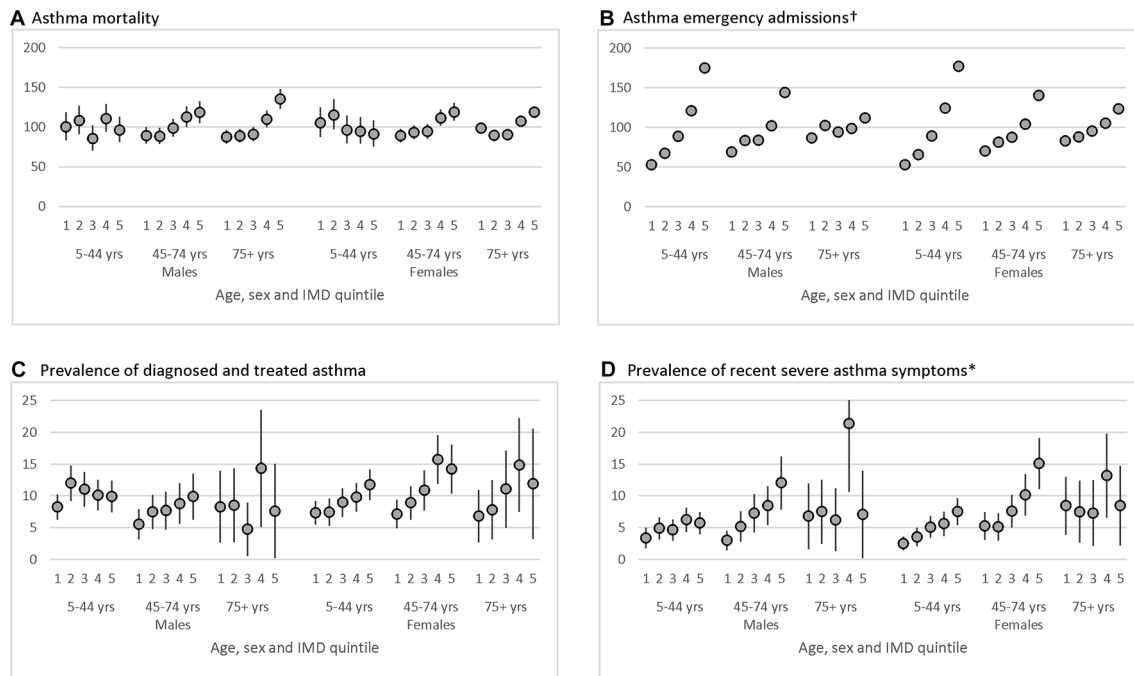 A Asthma mortality
200
150
100
50
0
1 2 3 4 5 1 2 3 4 5 1 2 3 4 5 1 2 3 4 5 1 2 3 4 5 1 2 3 4 5
5-44 yrs 45-74 yrs 75+ yrs 5-44 yrs 45-74 yrs 75+ yrs
Males Females
Age, sex and IMD quintile
B Asthma emergency admissions†
200
150
100
50
0
1 2 3 4 5 1 2 3 4 5 1 2 3 4 5 1 2 3 4 5 1 2 3 4 5 1 2 3 4 5
5-44 yrs 45-74 yrs 75+ yrs 5-44 yrs 45-74 yrs 75+ yrs
Males Females
Age, sex and IMD quintile
C Prevalence of diagnosed and treated asthma
25
20
15
10
5
0
1 2 3 4 5 1 2 3 4 5 1 2 3 4 5 1 2 3 4 5 1 2 3 4 5 1 2 3 4 5
5-44 yrs 45-74 yrs 75+ yrs 5-44 yrs 45-74 yrs 75+ yrs
Males Females
Age, sex and IMD quintile
D Prevalence of recent severe asthma symptoms*
25
20
15
10
5
0
1 2 3 4 5 1 2 3 4 5 1 2 3 4 5 1 2 3 4 5 1 2 3 4 5 1 2 3 4 5
5-44 yrs 45-74 yrs 75+ yrs 5-44 yrs 45-74 yrs 75+ yrs
Males Females
Age, sex and IMD quintile